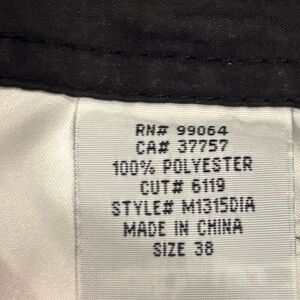 RN# 99064
CA# 37757
100% POLYESTER
CUT# 6119
STYLE# M1315DIA
MADE IN CHINA
SIZE 38